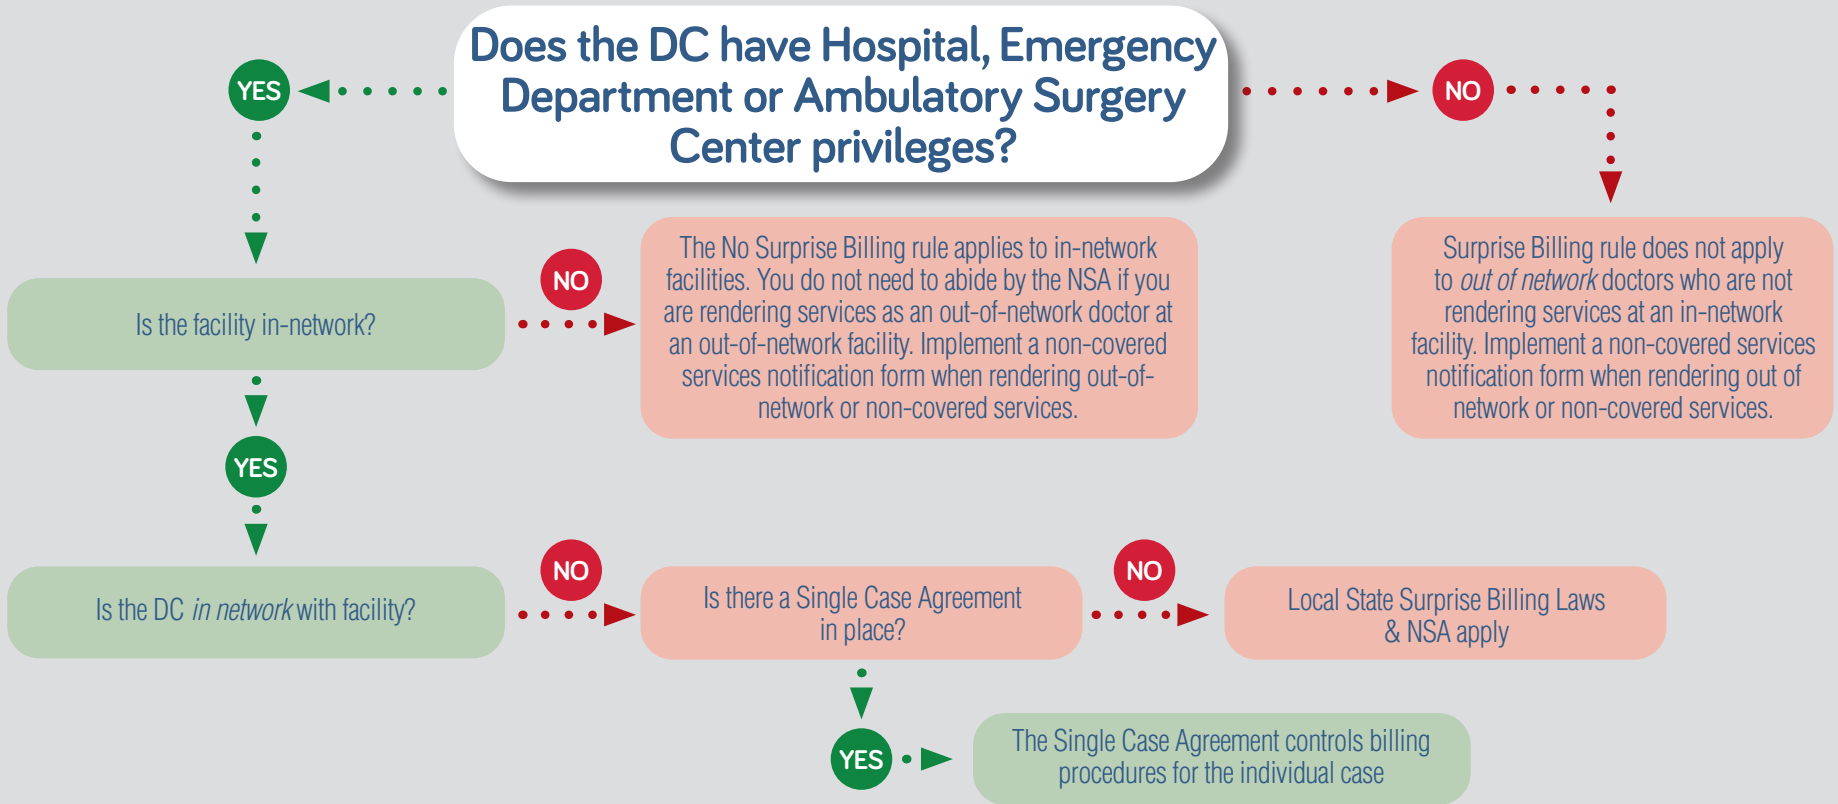 Does the DC have Hospital, Emergency
Department or Ambulatory Surgery
Center privileges?
YES
NO
Is the facility in-network?
NO
The No Surprise Billing rule applies to in-network
facilities. You do not need to abide by the NSA if you
are rendering services as an out-of-network doctor at
an out-of-network facility. Implement a non-covered
services notification form when rendering out-of-
network or non-covered services.
Surprise Billing rule does not apply
to out of network doctors who are not
rendering services at an in-network
facility. Implement a non-covered services
notification form when rendering out of
network or non-covered services.
YES
Is the DC in network with facility?
NO
Is there a Single Case Agreement
in place?
NO
Local State Surprise Billing Laws
& NSA apply
YES
The Single Case Agreement controls billing
procedures for the individual case